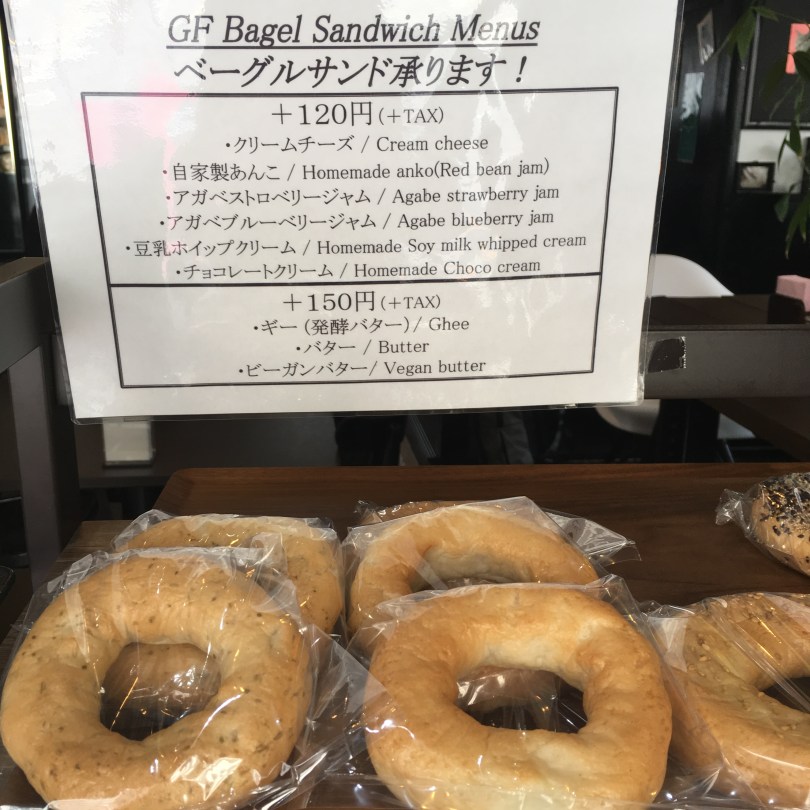 GF Bagel Sandwich Menus
ベーグルサンド承ります！
＋120円(＋TAX)
・クリームチーズ / Cream cheese
・自家製あんこ / Homemade anko(Red bean jam)
・アガベストロベリージャム / Agabe strawberry jam
・アガベブルーベリージャム / Agabe blueberry jam
・豆乳ホイップクリーム / Homemade Soy milk whipped cream
・チョコレートクリーム / Homemade Choco cream
＋150円(＋TAX)
・ギー（発酵バター）/ Ghee
・バター / Butter
・ビーガンバター/ Vegan butter